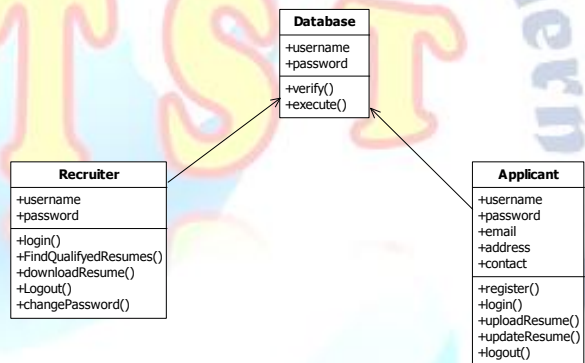 Database
+username
+password
+verify()
+execute()
Recruiter
+username
+password
+login()
+FindQualifyedResumes()
+downloadResume()
+Logout()
+changePassword()
Applicant
+username
+password
+email
+address
+contact
+register()
+login()
+uploadResume()
+updateResume()
+logout()
TST